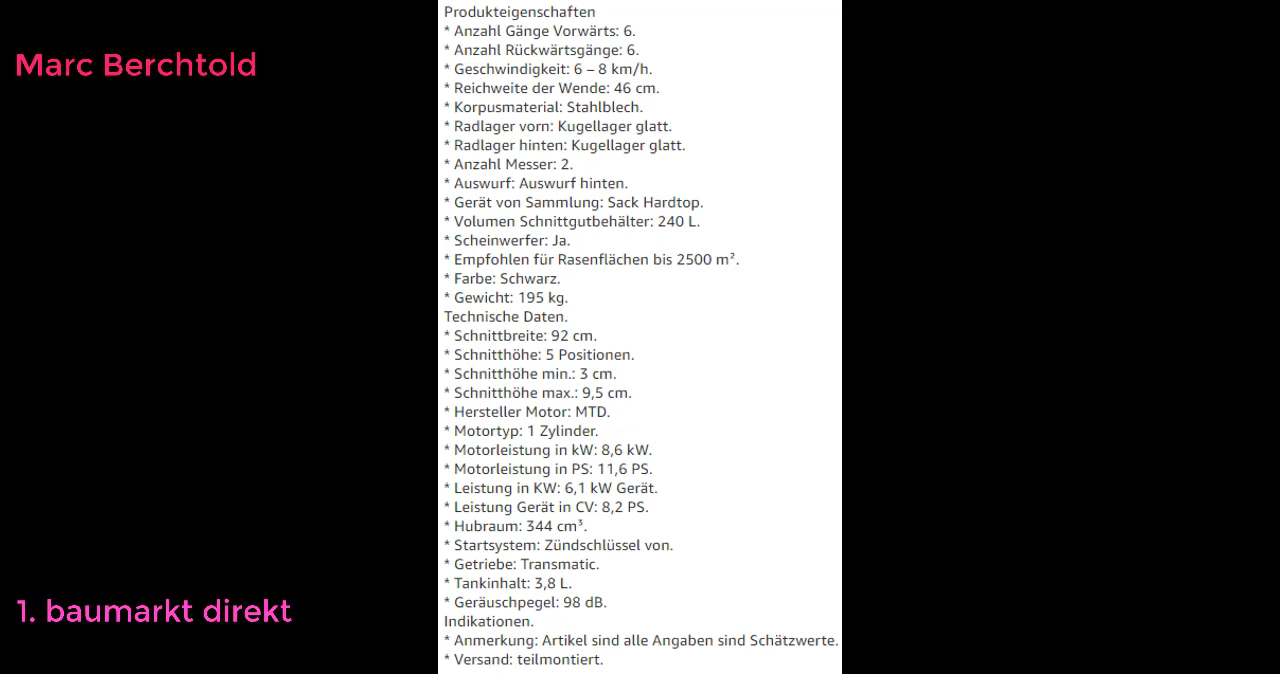 Marc Berchtold
Produkteigenschaften
* Anzahl Gänge Vorwärts: 6.
* Anzahl Rückwärtsgänge: 6.
* Geschwindigkeit: 6 – 8 km/h.
* Reichweite der Wende: 46 cm.
* Korpusmaterial: Stahlblech.
* Radlager vorn: Kugellager glatt.
* Radlager hinten: Kugellager glatt.
* Anzahl Messer: 2.
* Auswurf: Auswurf hinten.
* Gerät von Sammlung: Sack Hardtop.
* Volumen Schnittgutbehälter: 240 L.
* Scheinwerfer: Ja.
* Empfohlen für Rasenflächen bis 2500 m².
* Farbe: Schwarz.
* Gewicht: 195 kg.
Technische Daten.
* Schnittbreite: 92 cm.
* Schnitthöhe: 5 Positionen.
* Schnitthöhe min.: 3 cm.
* Schnitthöhe max.: 9,5 cm.
* Hersteller Motor: MTD.
* Motortyp: 1 Zylinder.
* Motorleistung in kW: 8,6 kW.
* Motorleistung in PS: 11,6 PS.
* Leistung in KW: 6,1 kW Gerät.
* Leistung Gerät in CV: 8,2 PS.
* Hubraum: 344 cm³.
* Startsystem: Zündschlüssel von.
* Getriebe: Transmatic.
* Tankinhalt: 3,8 L.
* Geräuschpegel: 98 dB.
Indikationen.
* Anmerkung: Artikel sind alle Angaben sind Schätzwerte.
* Versand: teilmontiert.
1. baumarkt direkt